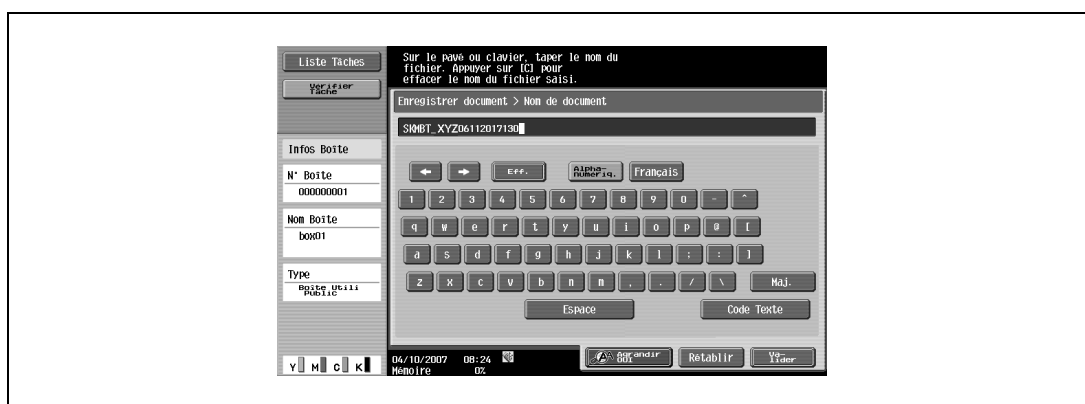 Liste Tâches
Vérifier
Tâche
Sur le pavé ou clavier, taper le nom du
fichier. Appuyer sur [C] pour
effacer le nom du fichier saisi.
Enregistrer document > Nom de document
SKMBT_XYZ06112017130
Infos Boîte
N° Boîte
000000001
Nom Boîte
box01
Type
Boîte Utili
Public
Eff. Alpha- Français
numériq.
1 2 3 4 5 6 7 8 9 0 - ^
q w e r t y u i o p @ [
a s d f g h j k l ; : ]
z x c v b n m , . / \ Maj.
Espace Code Texte
Agrandir
Rétablir
Va-
lider
Y M C K
04/10/2007 08:24
Mémoire 0%